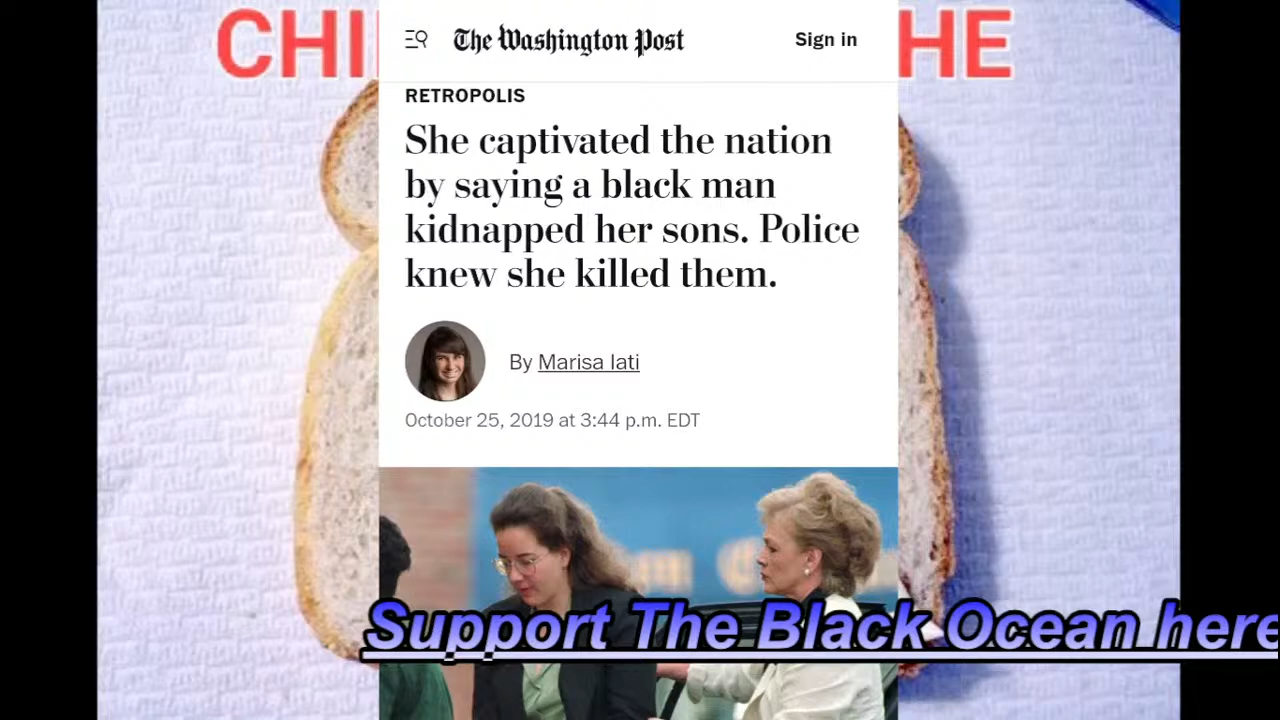 CHI HE
The Washington Post
Sign in
RETROPOLIS
She captivated the nation
by saying a black man
kidnapped her sons. Police
knew she killed them.
By Marisa Iati
October 25, 2019 at 3:44 p.m. EDT
Support The Black Ocean here